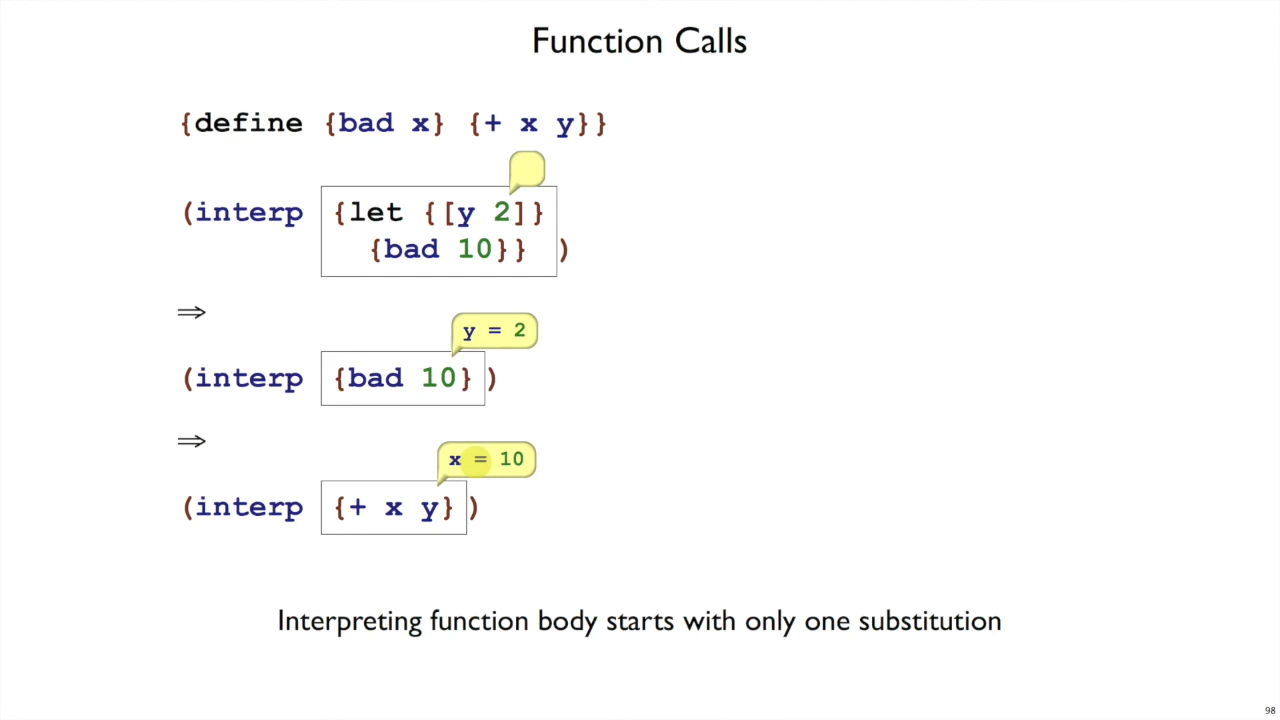 Function Calls
{define {bad x} {+ x y}}
(interp {let {[y 2]}
{bad 10}} )
⇒
y = 2
(interp {bad 10} )
⇒
x = 10
(interp {+ x y} )
Interpreting function body starts with only one substitution
98